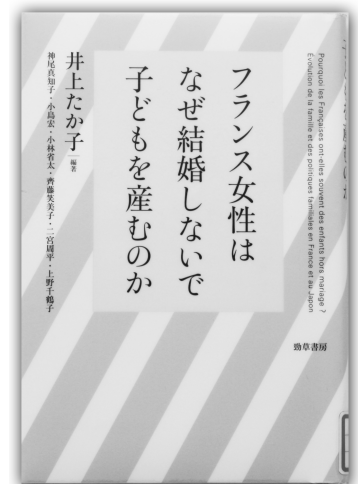 フランス女性は
なぜ結婚しないで
子どもを産むのか
井上たか子 編著
神尾真知子・小島宏・小林省太・齊藤笑美子・二宮周平・上野千鶴子
Pourquoi les Françaises ont-elles souvent des enfants hors mariage ?
Évolution de la famille et des politiques familiales en France et au Japon
勁草書房